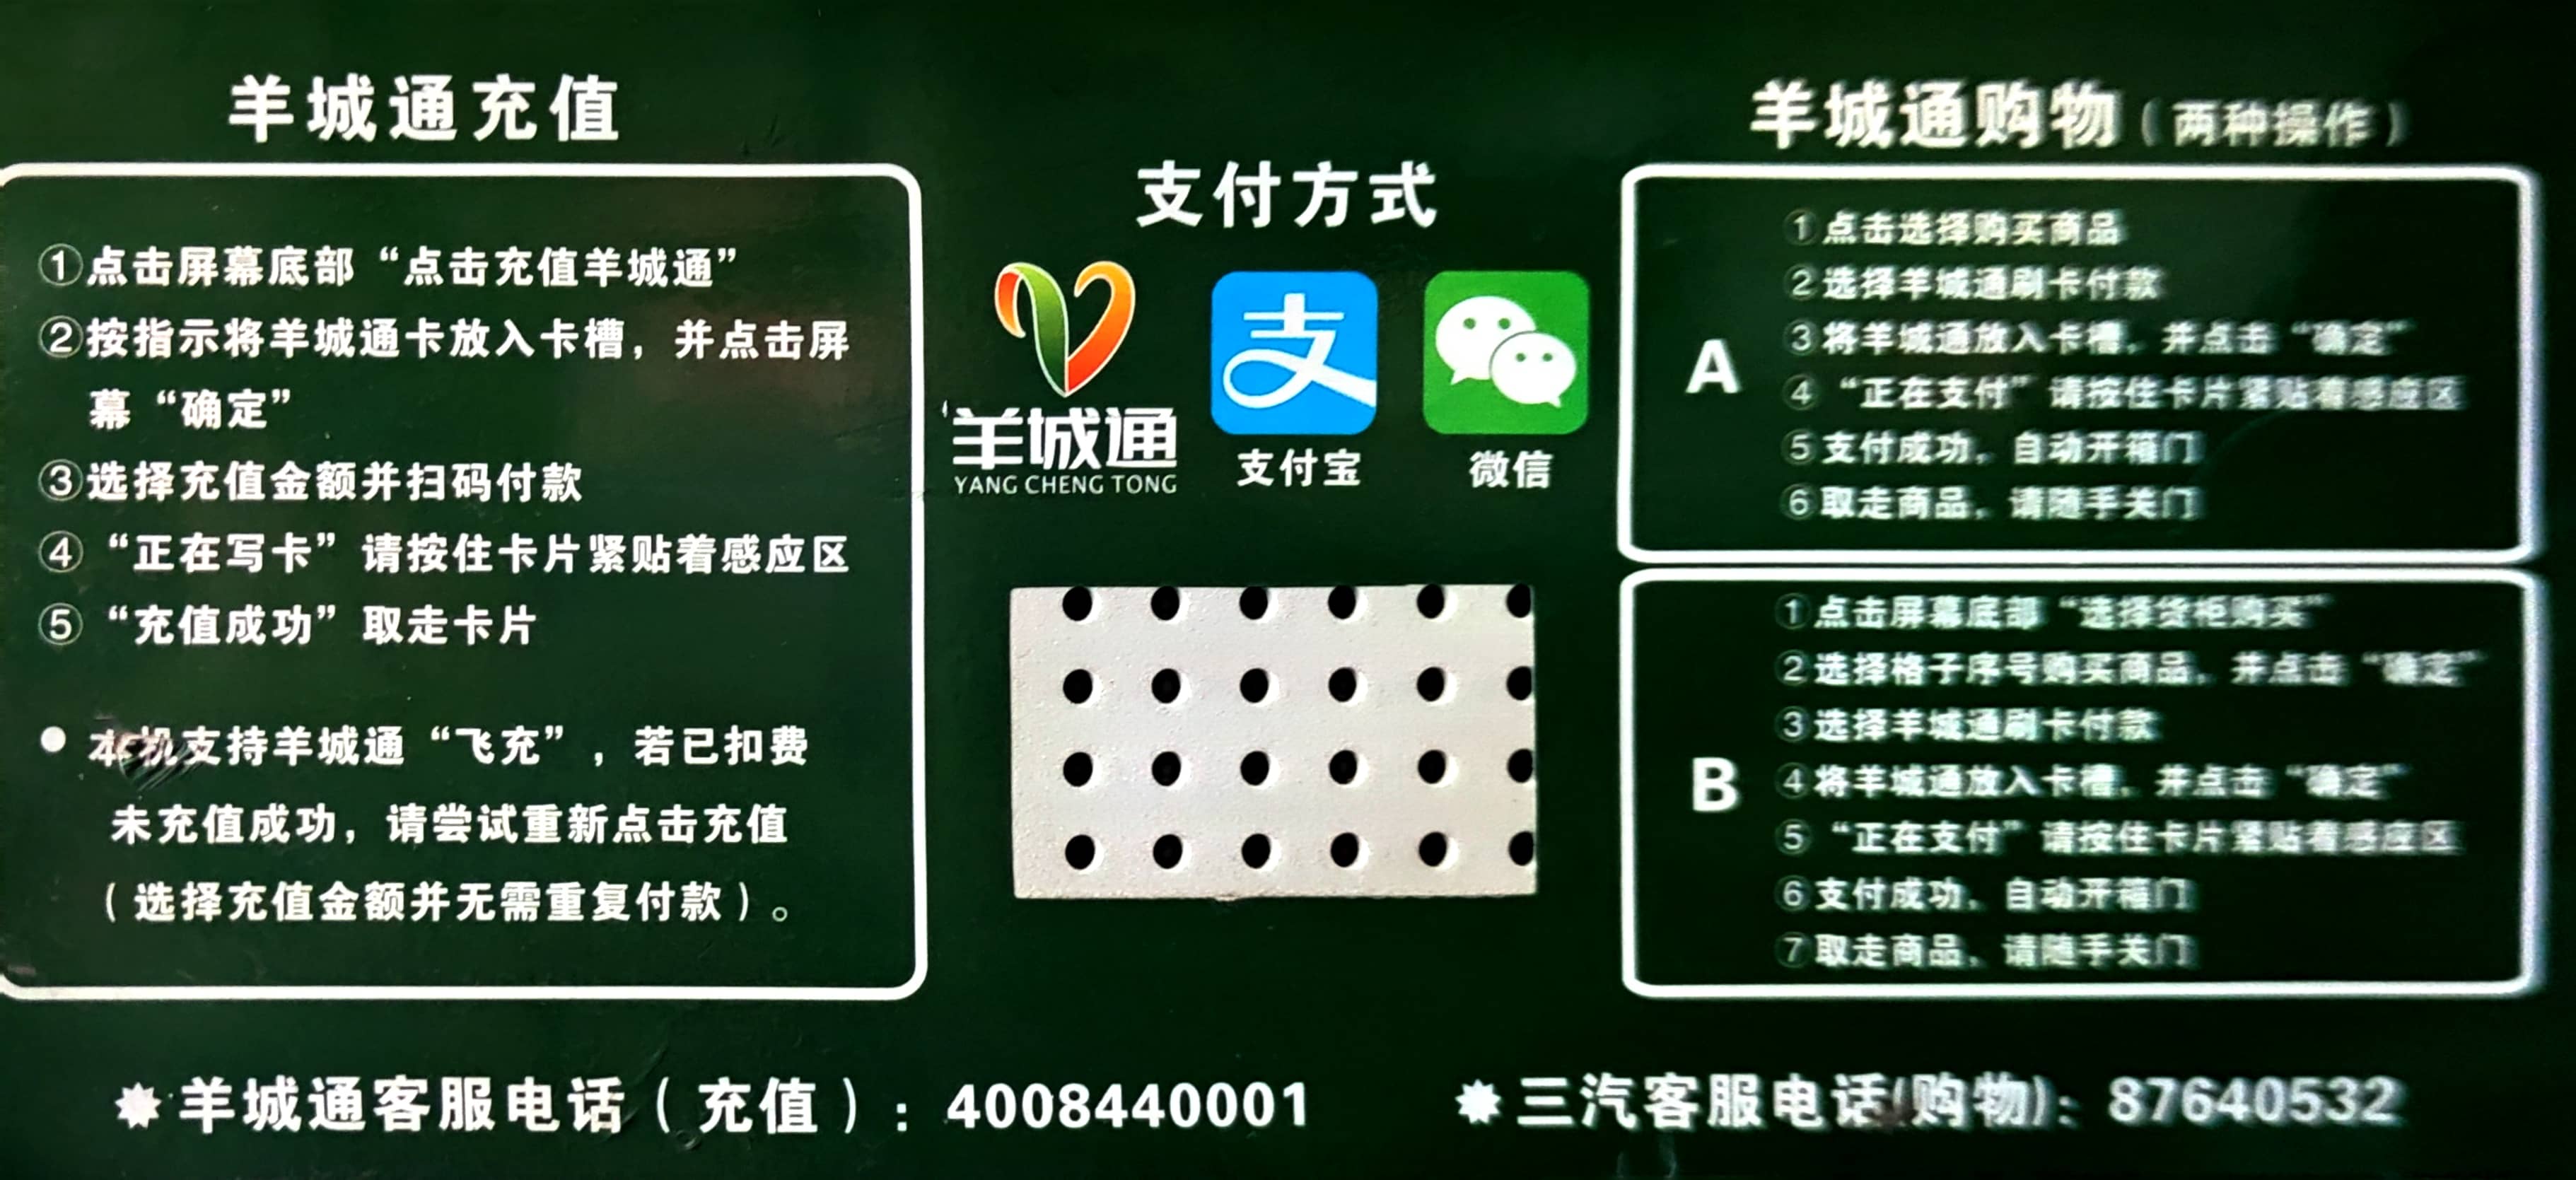 羊城通充值
①点击屏幕底部“点击充值羊城通”
②按指示将羊城通卡放入卡槽，并点击屏
幕“确定”
③选择充值金额并扫码付款
④“正在写卡”请按住卡片紧贴着感应区
⑤“充值成功”取走卡片
●本机支持羊城通“飞充”，若已扣费
未充值成功，请尝试重新点击充值
（选择充值金额并无需重复付款）。
支付方式
羊城通
YANG CHENG TONG
支
支付宝
微信
羊城通购物（两种操作）
A
①点击选择购买商品
②选择羊城通刷卡付款
③将羊城通放入卡槽，并点击“确定”
④“正在支付”请按住卡片紧贴着感应区
⑤支付成功，自动开箱门
⑥取走商品，请随手关门
B
①点击屏幕底部“选择货柜购买”
②选择格子序号购买商品，并点击“确定”
③选择羊城通刷卡付款
④将羊城通放入卡槽，并点击“确定”
⑤“正在支付”请按住卡片紧贴着感应区
⑥支付成功，自动开箱门
⑦取走商品，请随手关门
羊城通客服电话（充值）：4008440001
三汽客服电话(购物)：87640532